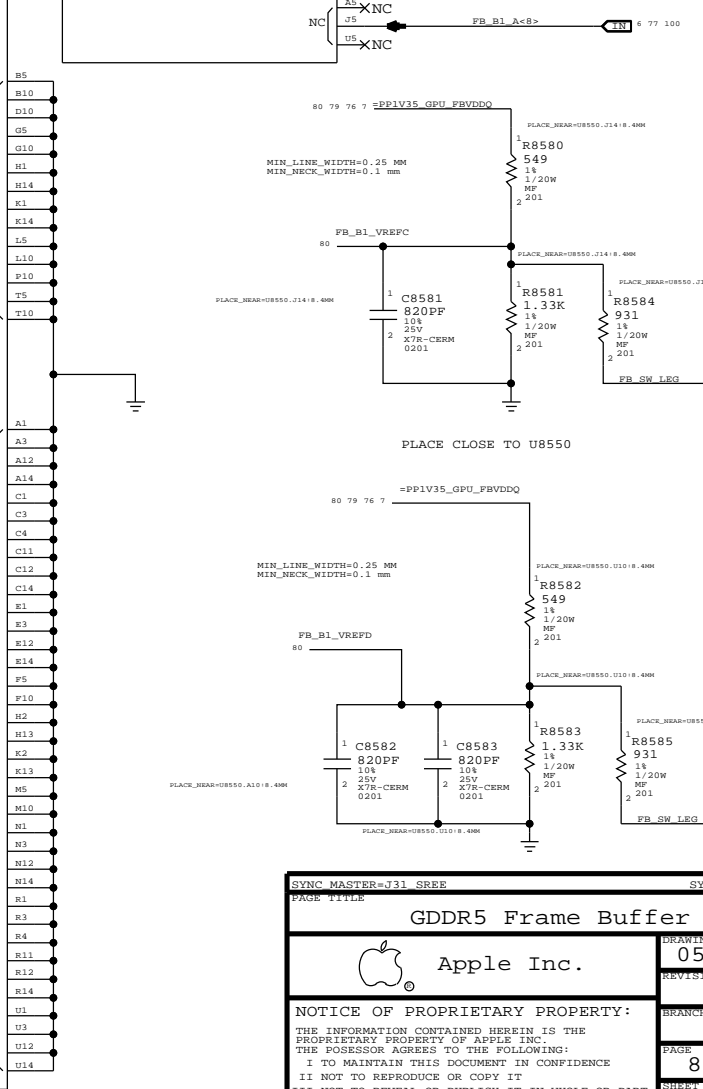 A5 NC
NC J5 FB_B1_A<8> IN 6 77 100
U5 NC
B5
B10
D10
G5
G10
H1
H14
K1
K14
L5
L10
P10
T5
T10
80 79 76 7 =PP1V35_GPU_FBVDDQ
PLACE_NEAR=U8550.J14:8.4MM
1
R8580
549
1%
1/20W
MF
2 201
MIN_LINE_WIDTH=0.25 MM
MIN_NECK_WIDTH=0.1 mm
FB_B1_VREFC
80
PLACE_NEAR=U8550.J14:8.4MM
PLACE_NEAR=U8550.J14:8.4MM
1 C8581
820PF
10%
2 25V
X7R-CERM
0201
1
R8581
1.33K
1%
1/20W
MF
2 201
1
R8584
931
1%
1/20W
MF
2 201
FB_SW_LEG
PLACE CLOSE TO U8550
A1
A3
A12
A14
C1
C3
C4
C11
C12
C14
E1
E3
E12
E14
F5
F10
H2
H13
K2
K13
M5
M10
N1
N3
N12
N14
R1
R3
R4
R11
R12
R14
U1
U3
U12
U14
=PP1V35_GPU_FBVDDQ
80 79 76 7
MIN_LINE_WIDTH=0.25 MM
MIN_NECK_WIDTH=0.1 mm
PLACE_NEAR=U8550.U10:8.4MM
1
R8582
549
1%
1/20W
MF
2 201
FB_B1_VREFD
80
PLACE_NEAR=U8550.U10:8.4MM
1 C8582
820PF
10%
2 25V
X7R-CERM
0201
1 C8583
820PF
10%
2 25V
X7R-CERM
0201
1
R8583
1.33K
1%
1/20W
MF
2 201
1
R8585
931
1%
1/20W
MF
2 201
PLACE_NEAR=U8550.A10:8.4MM
PLACE_NEAR=U8550.U10:8.4MM
FB_SW_LEG
SYNC_MASTER=J31_SREE
PAGE TITLE
GDDR5 Frame Buffer
Apple Inc.
®
DRAWIN
05
REVISI
BRANCH
PAGE
8
SHEET
NOTICE OF PROPRIETARY PROPERTY:
THE INFORMATION CONTAINED HEREIN IS THE
PROPRIETARY PROPERTY OF APPLE INC.
THE POSESSOR AGREES TO THE FOLLOWING:
I TO MAINTAIN THIS DOCUMENT IN CONFIDENCE
II NOT TO REPRODUCE OR COPY IT